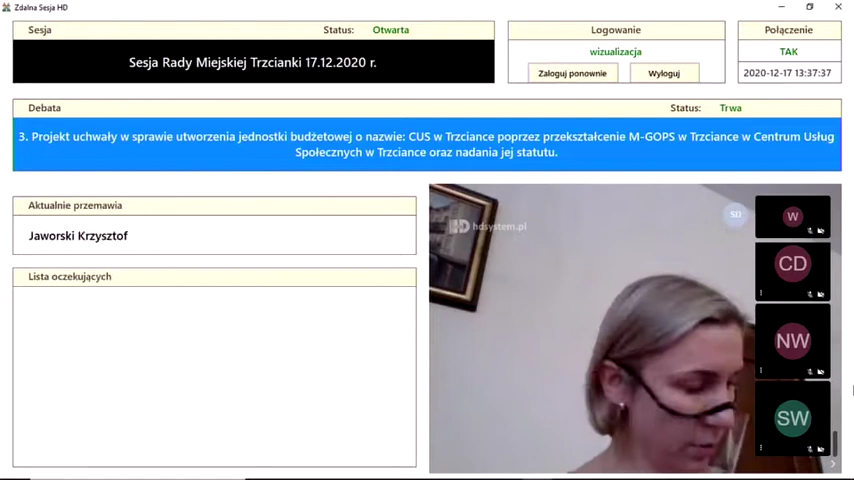 Zdalna Sesja HD
Sesja
Status:
Otwarta
Sesja Rady Miejskiej Trzcianki 17.12.2020 r.
Logowanie
wizualizacja
Zaloguj ponownie
Wyloguj
Połączenie
TAK
2020-12-17 13:37:37
Debata
Status:
Trwa
3. Projekt uchwały w sprawie utworzenia jednostki budżetowej o nazwie: CUS w Trzciance poprzez przekształcenie M-GOPS w Trzciance w Centrum Usług
Społecznych w Trzciance oraz nadania jej statutu.
Aktualnie przemawia
Jaworski Krzysztof
Lista oczekujących
HD hdsystem.pl
SD
W
CD
NW
SW